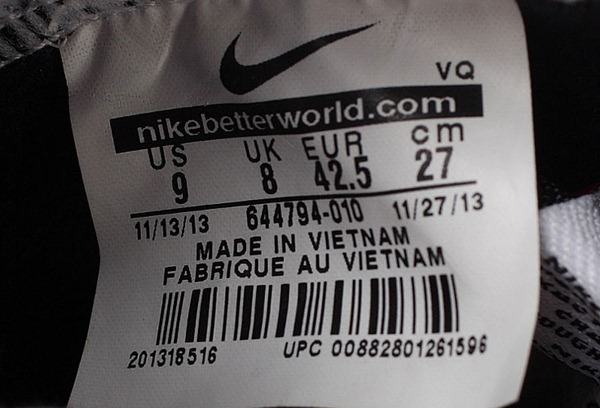 VQ
nikebetterworld.com
US UK EUR cm
9 8 42.5 27
11/13/13 644794-010 11/27/13
MADE IN VIETNAM
FABRIQUE AU VIETNAM
201318516 UPC 00882801261596